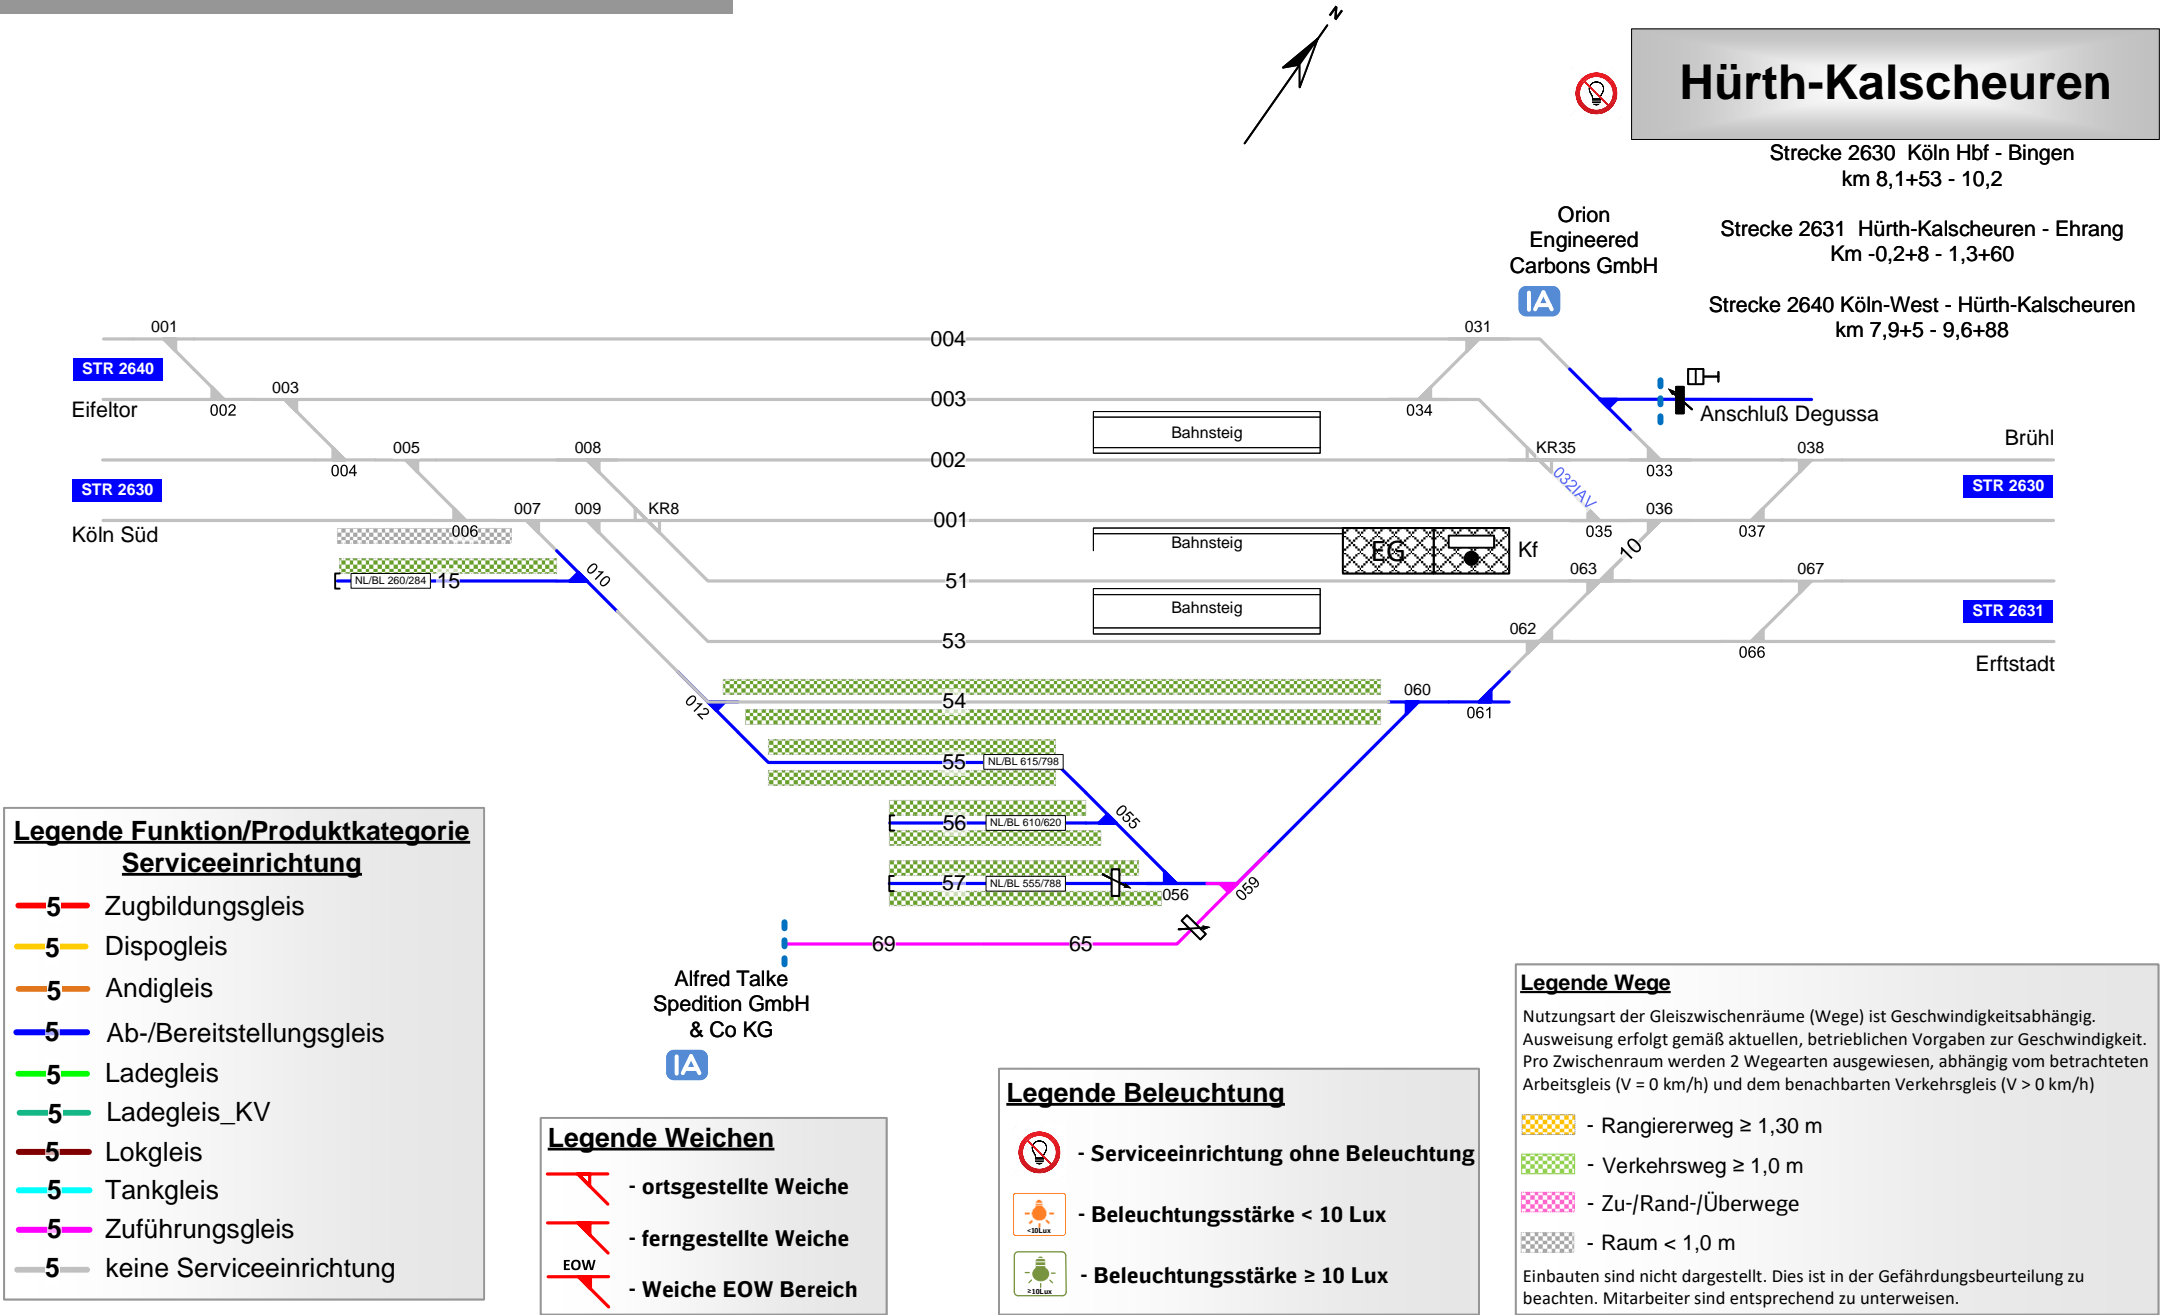 N
Hürth-Kalscheuren
Strecke 2630 Köln Hbf - Bingen
km 8,1+53 - 10,2
Strecke 2631 Hürth-Kalscheuren - Ehrang
Km -0,2+8 - 1,3+60
Strecke 2640 Köln-West - Hürth-Kalscheuren
km 7,9+5 - 9,6+88
Orion
Engineered
Carbons GmbH
IA
001
004
031
STR 2640
003
003
Eifeltor
002
034
Anschluß Degussa
Bahnsteig
Brühl
005
008
002
KR35
038
004
033
STR 2630
032IAV
STR 2630
007
009
KR8
001
036
Köln Süd
006
035
037
Bahnsteig
EG
Kf
10
010
NL/BL 260/284
15
51
063
067
Bahnsteig
STR 2631
53
062
066
Erftstadt
012
54
060
061
55
NL/BL 615/798
56
NL/BL 610/620
055
57
NL/BL 555/788
056
059
69
65
Alfred Talke
Spedition GmbH
& Co KG
IA
Legende Funktion/Produktkategorie
Serviceeinrichtung
5 Zugbildungsgleis
5 Dispogleis
5 Andigleis
5 Ab-/Bereitstellungsgleis
5 Ladegleis
5 Ladegleis_KV
5 Lokgleis
5 Tankgleis
5 Zuführungsgleis
5 keine Serviceeinrichtung
Legende Weichen
- ortsgestellte Weiche
- ferngestellte Weiche
EOW
- Weiche EOW Bereich
Legende Beleuchtung
- Serviceeinrichtung ohne Beleuchtung
<10Lux
- Beleuchtungsstärke < 10 Lux
≥10Lux
- Beleuchtungsstärke ≥ 10 Lux
Legende Wege
Nutzungsart der Gleiszwischenräume (Wege) ist Geschwindigkeitsabhängig.
Ausweisung erfolgt gemäß aktuellen, betrieblichen Vorgaben zur Geschwindigkeit.
Pro Zwischenraum werden 2 Wegearten ausgewiesen, abhängig vom betrachteten
Arbeitsgleis (V = 0 km/h) und dem benachbarten Verkehrsgleis (V > 0 km/h)
- Rangiererweg ≥ 1,30 m
- Verkehrsweg ≥ 1,0 m
- Zu-/Rand-/Überwege
- Raum < 1,0 m
Einbauten sind nicht dargestellt. Dies ist in der Gefährdungsbeurteilung zu
beachten. Mitarbeiter sind entsprechend zu unterweisen.